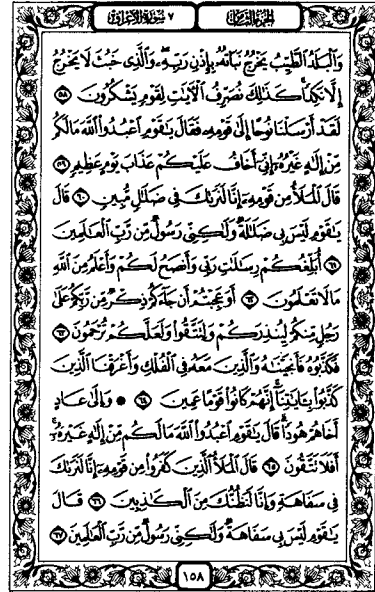 الجزء الثامن
٧ سورة الأعراف
وَٱلْبَلَدُ ٱلطَّيِّبُ يَخْرُجُ نَبَاتُهُۥ بِإِذْنِ رَبِّهِۦ وَٱلَّذِى خَبُثَ لَا يَخْرُجُ
إِلَّا نَكِدًا كَذَٰلِكَ نُصَرِّفُ ٱلْأَيَٰتِ لِقَوْمٍ يَشْكُرُونَ ٥٨
لَقَدْ أَرْسَلْنَا نُوحًا إِلَىٰ قَوْمِهِۦ فَقَالَ يَٰقَوْمِ ٱعْبُدُوا۟ ٱللَّهَ مَا لَكُم
مِّنْ إِلَٰهٍ غَيْرُهُۥٓ إِنِّىٓ أَخَافُ عَلَيْكُمْ عَذَابَ يَوْمٍ عَظِيمٍ ٥٩
قَالَ ٱلْمَلَأُ مِن قَوْمِهِۦٓ إِنَّا لَنَرَىٰكَ فِى ضَلَٰلٍ مُّبِينٍ ٦٠ قَالَ
يَٰقَوْمِ لَيْسَ بِى ضَلَٰلَةٌ وَلَٰكِنِّى رَسُولٌ مِّن رَّبِّ ٱلْعَٰلَمِينَ
٦١ أُبَلِّغُكُمْ رِسَٰلَٰتِ رَبِّى وَأَنصَحُ لَكُمْ وَأَعْلَمُ مِنَ ٱللَّهِ
مَا لَا تَعْلَمُونَ ٦٢ أَوَعَجِبْتُمْ أَن جَآءَكُمْ ذِكْرٌ مِّن رَّبِّكُمْ عَلَىٰ
رَجُلٍ مِّنكُمْ لِيُنذِرَكُمْ وَلِتَتَّقُوا۟ وَلَعَلَّكُمْ تُرْحَمُونَ ٦٣
فَكَذَّبُوهُ فَأَنجَيْنَٰهُ وَٱلَّذِينَ مَعَهُۥ فِى ٱلْفُلْكِ وَأَغْرَقْنَا ٱلَّذِينَ
كَذَّبُوا۟ بِـَٔايَٰتِنَآ إِنَّهُمْ كَانُوا۟ قَوْمًا عَمِينَ ٦٤ وَإِلَىٰ عَادٍ
أَخَاهُمْ هُودًا قَالَ يَٰقَوْمِ ٱعْبُدُوا۟ ٱللَّهَ مَا لَكُم مِّنْ إِلَٰهٍ غَيْرُهُۥٓ
أَفَلَا تَتَّقُونَ ٦٥ قَالَ ٱلْمَلَأُ ٱلَّذِينَ كَفَرُوا۟ مِن قَوْمِهِۦٓ إِنَّا لَنَرَىٰكَ
فِى سَفَاهَةٍ وَإِنَّا لَنَظُنُّكَ مِنَ ٱلْكَٰذِبِينَ ٦٦ قَالَ
يَٰقَوْمِ لَيْسَ بِى سَفَاهَةٌ وَلَٰكِنِّى رَسُولٌ مِّن رَّبِّ ٱلْعَٰلَمِينَ ٦٧
١٥٨